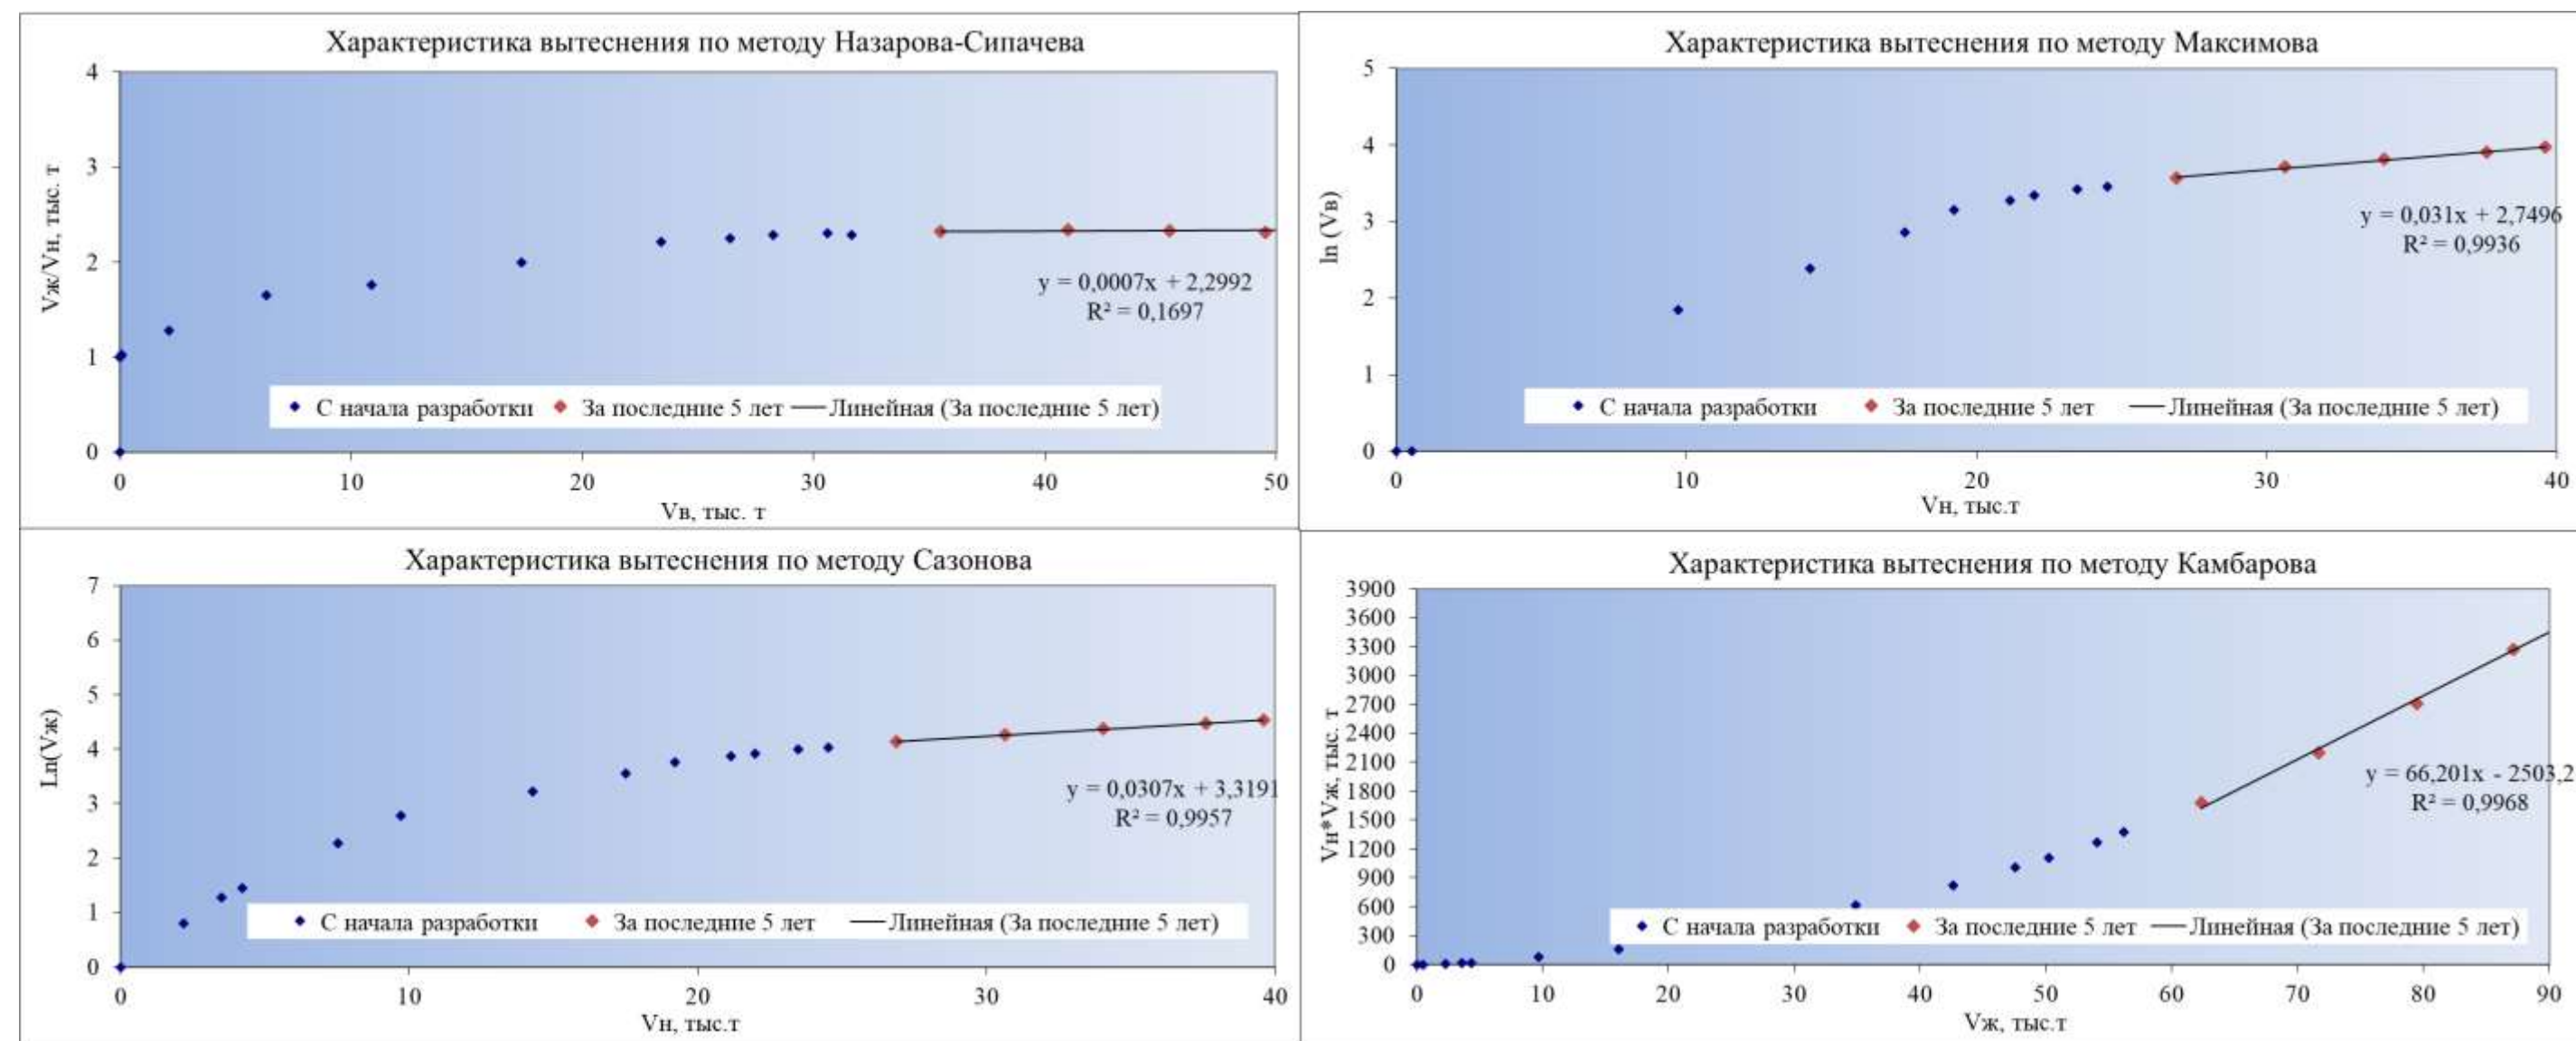 Характеристика вытеснения по методу Назарова-Сипачева
4
3
2
1
0
Vж/Vн, тыс. т
y = 0,0007x + 2,2992
R² = 0,1697
С начала разработки За последние 5 лет Линейная (За последние 5 лет)
0 10 20 30 40 50
Vв, тыс. т
Характеристика вытеснения по методу Максимова
5
4
3
2
1
0
ln (Vв)
y = 0,031x + 2,7496
R² = 0,9936
С начала разработки За последние 5 лет Линейная (За последние 5 лет)
0 10 20 30 40
Vн, тыс.т
Характеристика вытеснения по методу Сазонова
7
6
5
4
3
2
1
0
Ln(Vж)
y = 0,0307x + 3,3191
R² = 0,9957
С начала разработки За последние 5 лет Линейная (За последние 5 лет)
0 10 20 30 40
Vн, тыс.т
Характеристика вытеснения по методу Камбарова
3900
3600
3300
3000
2700
2400
2100
1800
1500
1200
900
600
300
0
Vн*Vж, тыс. т
y = 66,201x - 2503,2
R² = 0,9968
С начала разработки За последние 5 лет Линейная (За последние 5 лет)
0 10 20 30 40 50 60 70 80 90
Vж, тыс.т